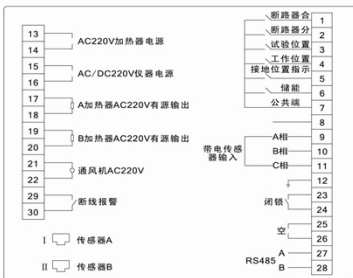 13
14
AC220V加热器电源
15
16
AC/DC220V仪器电源
17
18
A加热器AC220V有源输出
19
20
B加热器AC220V有源输出
21
22
通风机AC220V
29
30
断线报警
I 传感器A
II 传感器B
断路器合 1
断路器分 2
试验位置 3
工作位置 4
接地位置指示 5
储能 6
公共端 7
8
带电传感器输入
A相 9
B相 10
C相 11
12
闭锁
23
24
空
25
26
RS485
A 27
B 28